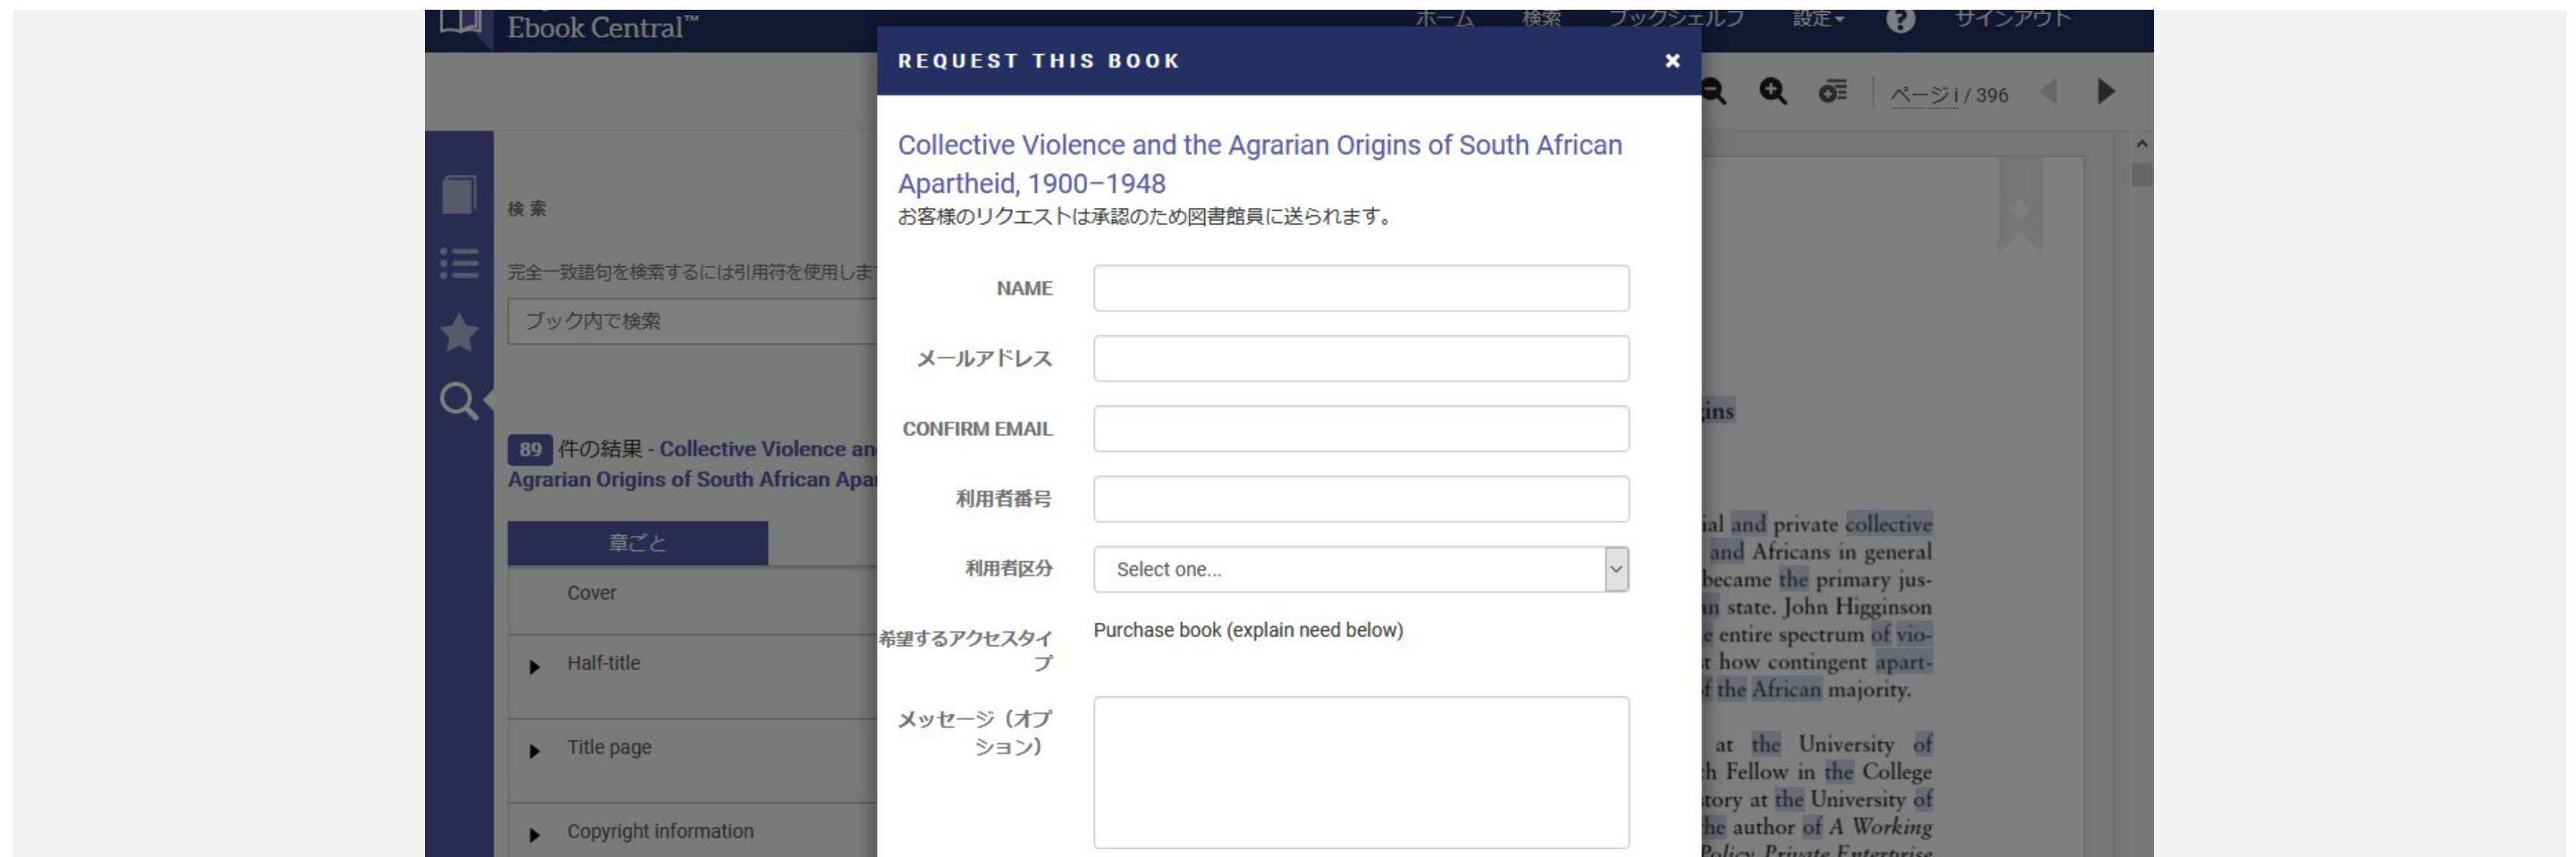 Ebook Central™
ホーム 検索 ブックシェルフ 設定 ? サインアウト
REQUEST THIS BOOK
ページ i / 396
Collective Violence and the Agrarian Origins of South African
Apartheid, 1900–1948
お客様のリクエストは承認のため図書館員に送られます。
検索
完全一致語句を検索するには引用符を使用しま
ブック内で検索
89 件の結果 - Collective Violence an
Agrarian Origins of South African Apa
章ごと
Cover
Half-title
Title page
Copyright information
NAME
メールアドレス
CONFIRM EMAIL
利用者番号
利用者区分 Select one...
希望するアクセスタイ
プ
Purchase book (explain need below)
メッセージ（オプ
ション）
gins
ial and private collective
and Africans in general
became the primary jus-
an state. John Higginson
e entire spectrum of vio-
t how contingent apart-
f the African majority.
at the University of
h Fellow in the College
tory at the University of
he author of A Working
Policy, Private Enterprise